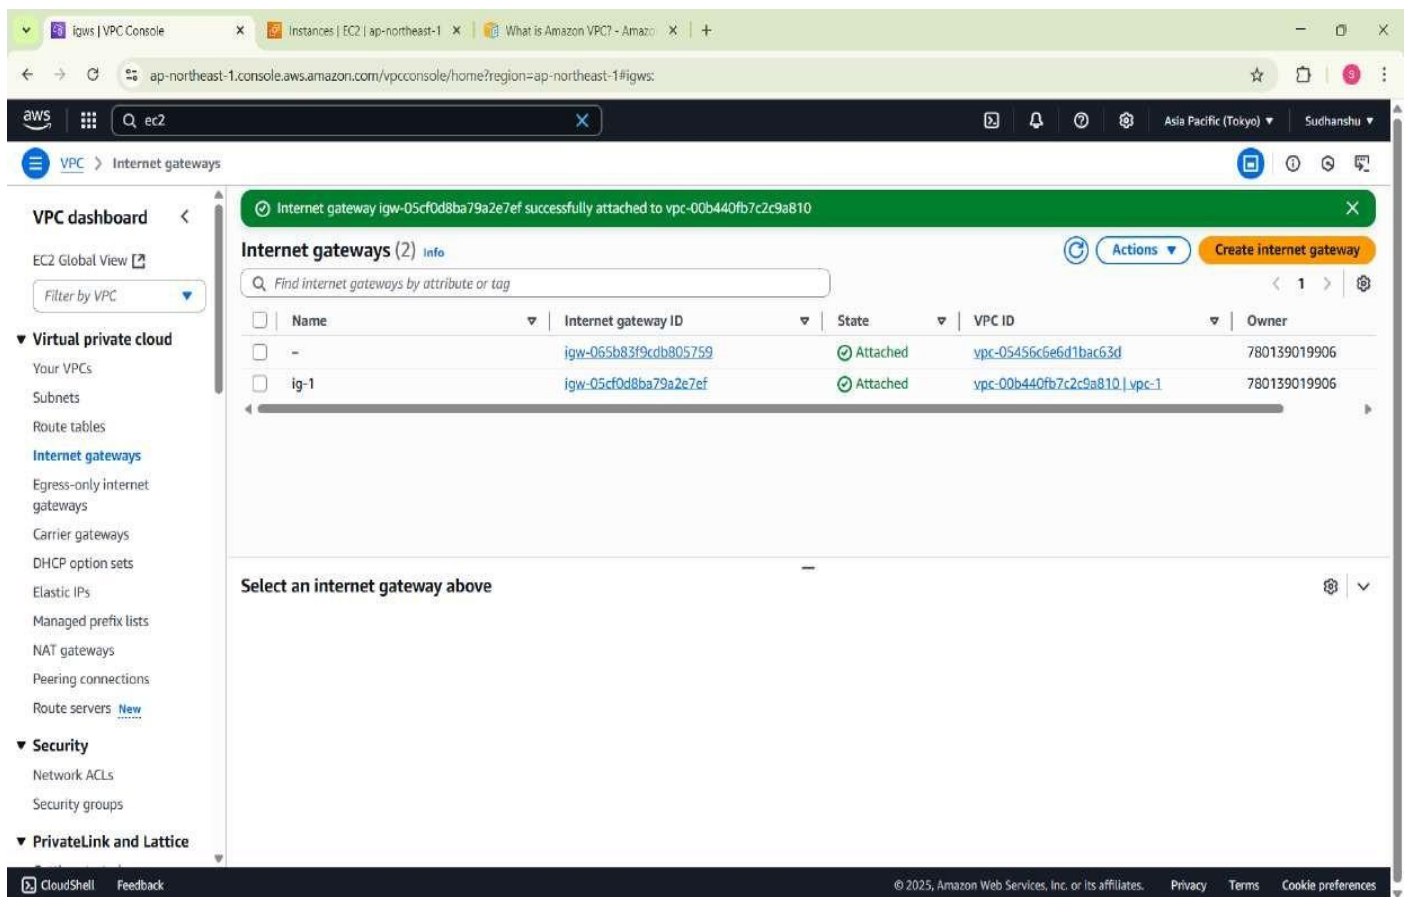 igws | VPC Console
Instances | EC2 | ap-northeast-1
What is Amazon VPC? - Amazo
ap-northeast-1.console.aws.amazon.com/vpcconsole/home?region=ap-northeast-1#igws:
S
aws
ec2
Asia Pacific (Tokyo)
Sudhanshu
VPC > Internet gateways
VPC dashboard
EC2 Global View
Filter by VPC
Virtual private cloud
Your VPCs
Subnets
Route tables
Internet gateways
Egress-only internet
gateways
Carrier gateways
DHCP option sets
Elastic IPs
Managed prefix lists
NAT gateways
Peering connections
Route servers New
Security
Network ACLs
Security groups
PrivateLink and Lattice
Internet gateway igw-05cf0d8ba79a2e7ef successfully attached to vpc-00b440fb7c2c9a810
Internet gateways (2) Info
Actions
Create internet gateway
Find internet gateways by attribute or tag
1
Name Internet gateway ID State VPC ID Owner
– igw-065b83f9cdb805759 Attached vpc-05456c6e6d1bac63d 780139019906
ig-1 igw-05cf0d8ba79a2e7ef Attached vpc-00b440fb7c2c9a810 | vpc-1 780139019906
Select an internet gateway above
CloudShell Feedback
© 2025, Amazon Web Services, Inc. or its affiliates. Privacy Terms Cookie preferences